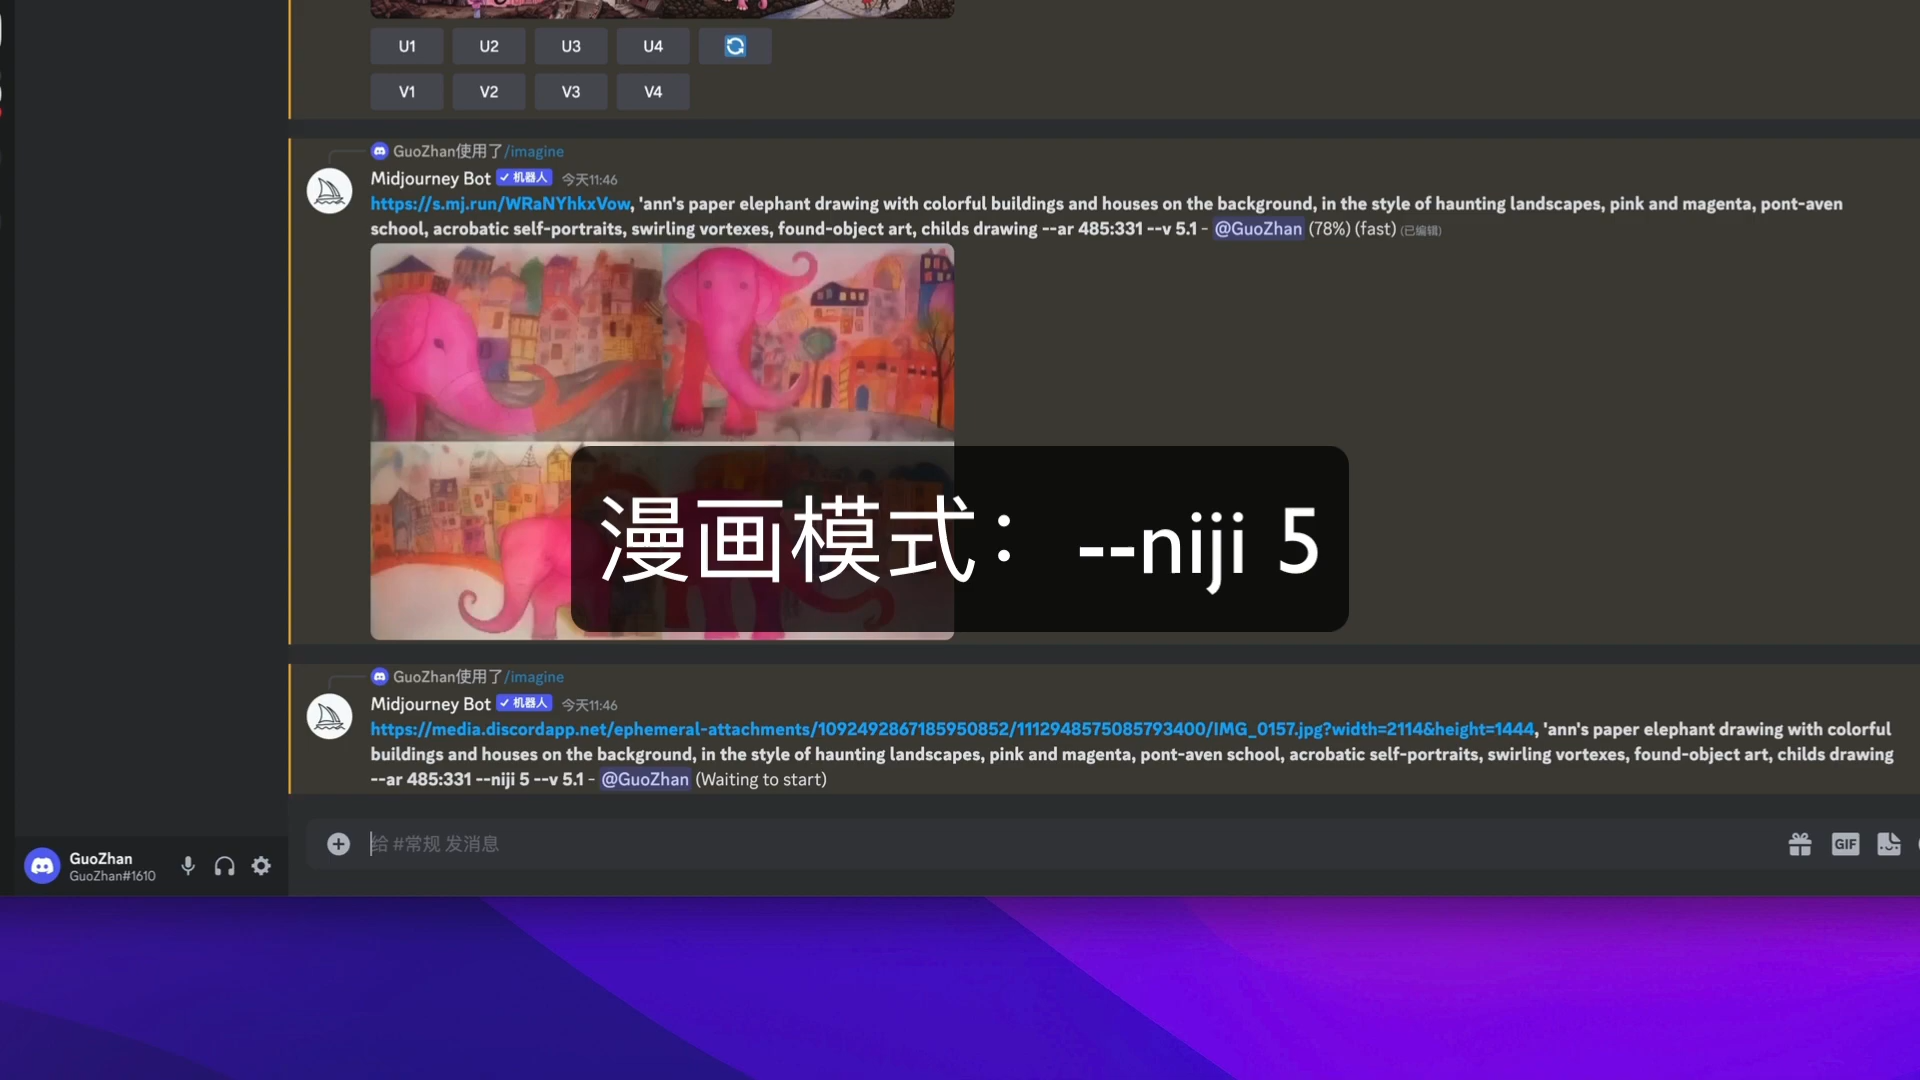 U1 U2 U3 U4
V1 V2 V3 V4
GuoZhan使用了/imagine
Midjourney Bot ✓ 机器人 今天11:46
https://s.mj.run/WRaNYhkxVow, 'ann's paper elephant drawing with colorful buildings and houses on the background, in the style of haunting landscapes, pink and magenta, pont-aven
school, acrobatic self-portraits, swirling vortexes, found-object art, childs drawing --ar 485:331 --v 5.1 - @GuoZhan (78%) (fast) (已编辑)
漫画模式： --niji 5
GuoZhan使用了/imagine
Midjourney Bot ✓ 机器人 今天11:46
https://media.discordapp.net/ephemeral-attachments/1092492867185950852/1112948575085793400/IMG_0157.jpg?width=2114&height=1444, 'ann's paper elephant drawing with colorful
buildings and houses on the background, in the style of haunting landscapes, pink and magenta, pont-aven school, acrobatic self-portraits, swirling vortexes, found-object art, childs drawing
--ar 485:331 --niji 5 --v 5.1 - @GuoZhan (Waiting to start)
给 #常规 发消息
GIF
GuoZhan
GuoZhan#1610